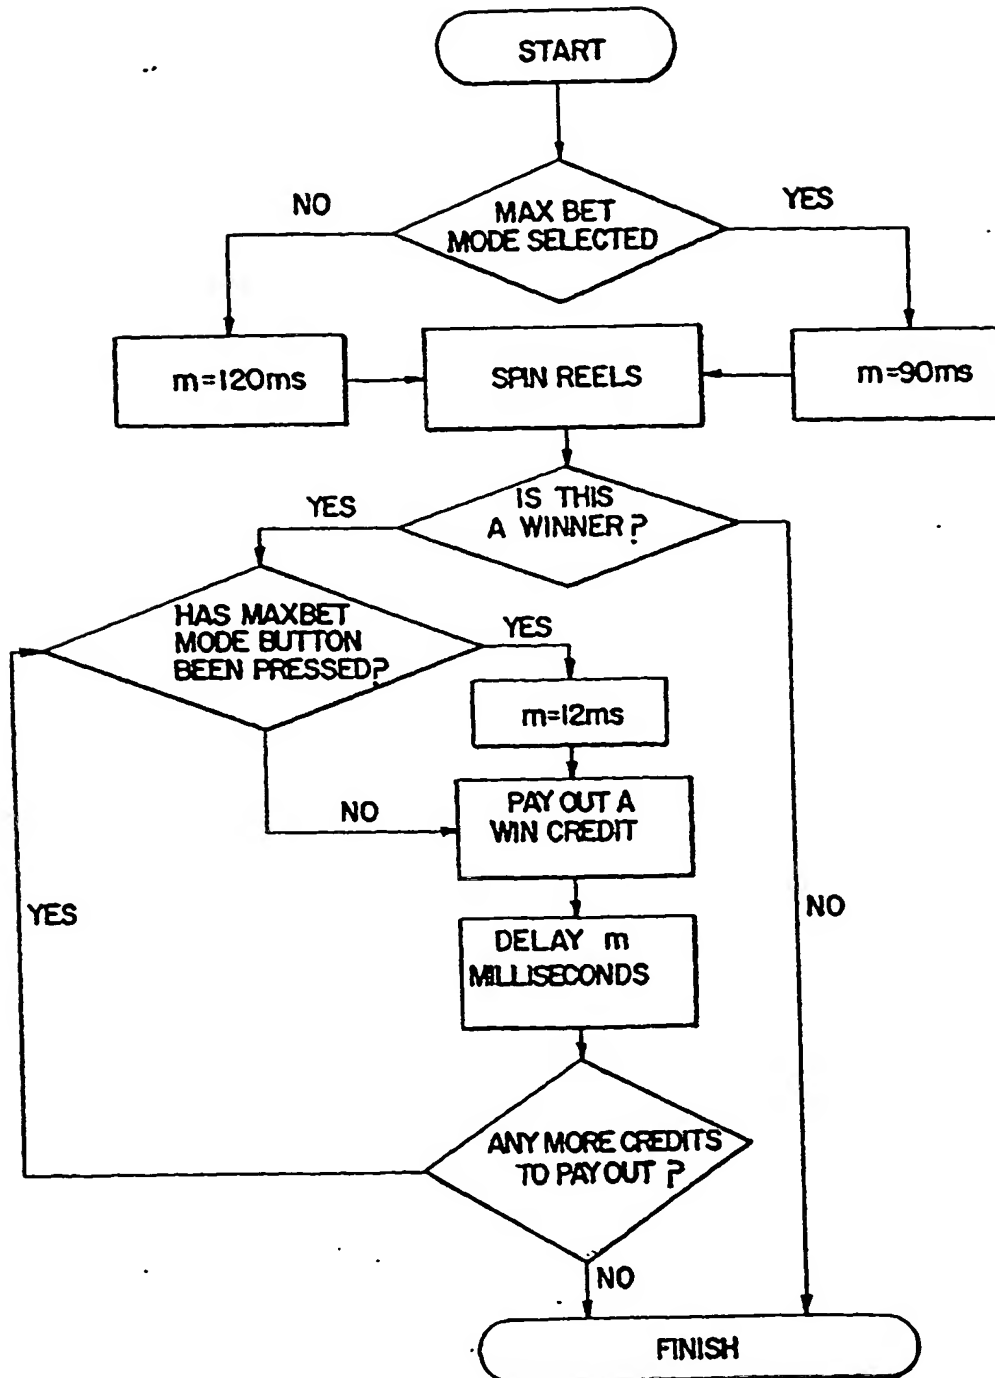 START
NO
YES
MAX BET
MODE SELECTED
m=120ms
SPIN REELS
m=90ms
YES
IS THIS
A WINNER?
HAS MAXBET
MODE BUTTON
BEEN PRESSED?
YES
m=12ms
NO
PAY OUT A
WIN CREDIT
YES
NO
DELAY m
MILLISECONDS
ANY MORE CREDITS
TO PAY OUT ?
NO
FINISH